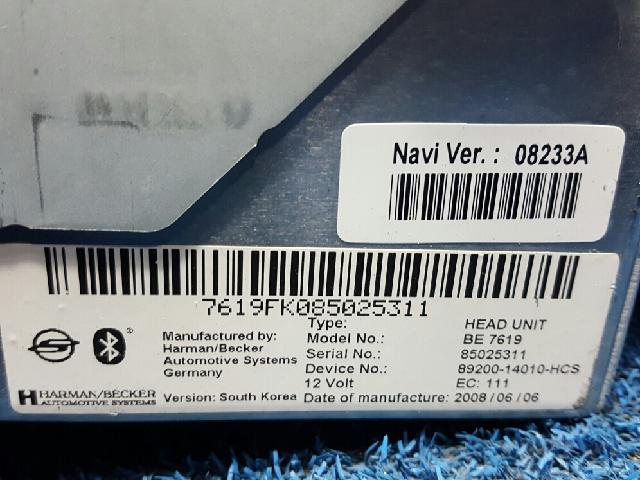 Navi Ver. : 08233A
7619FK085025311
Manufactured by:
Harman/Becker
Automotive Systems
Germany
Type: HEAD UNIT
Model No.: BE 7619
Serial No.: 85025311
Device No.: 89200-14010-HCS
12 Volt EC: 111
HARMAN/BECKER
AUTOMOTIVE SYSTEMS
Version: South Korea Date of manufacture: 2008/06/06